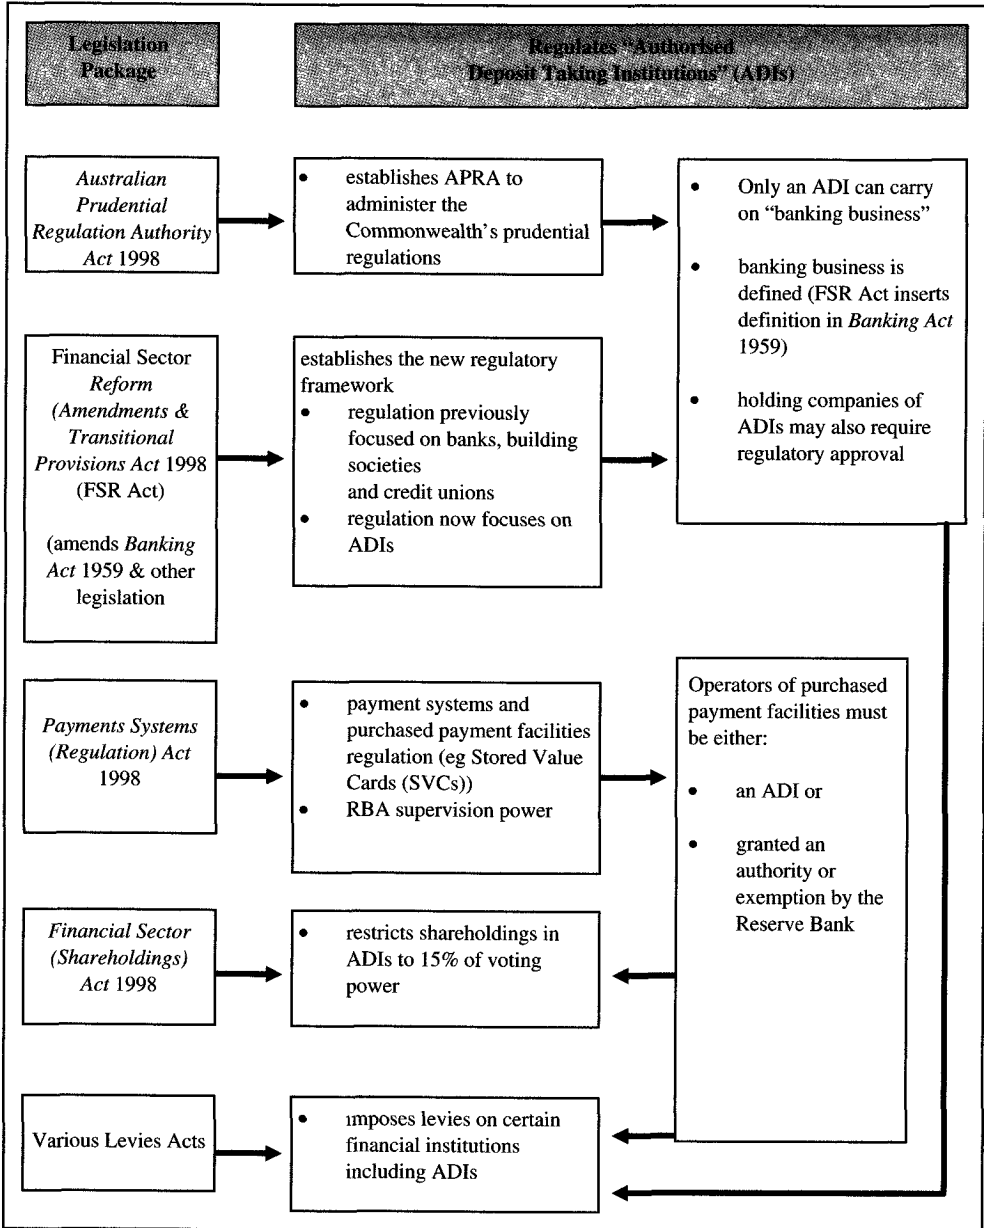 Legislation
Package
Regulates "Authorised
Deposit Taking Institutions" (ADIs)
Australian
Prudential
Regulation Authority
Act 1998
• establishes APRA to
administer the
Commonwealth's prudential
regulations
• Only an ADI can carry
on "banking business"
• banking business is
defined (FSR Act inserts
definition in Banking Act
1959)
• holding companies of
ADIs may also require
regulatory approval
Financial Sector
Reform
(Amendments &
Transitional
Provisions Act 1998
(FSR Act)
(amends Banking
Act 1959 & other
legislation
establishes the new regulatory
framework
• regulation previously
focused on banks, building
societies
and credit unions
• regulation now focuses on
ADIs
Payments Systems
(Regulation) Act
1998
• payment systems and
purchased payment facilities
regulation (eg Stored Value
Cards (SVCs))
• RBA supervision power
Operators of purchased
payment facilities must
be either:
• an ADI or
• granted an
authority or
exemption by the
Reserve Bank
Financial Sector
(Shareholdings)
Act 1998
• restricts shareholdings in
ADIs to 15% of voting
power
Various Levies Acts
• imposes levies on certain
financial institutions
including ADIs